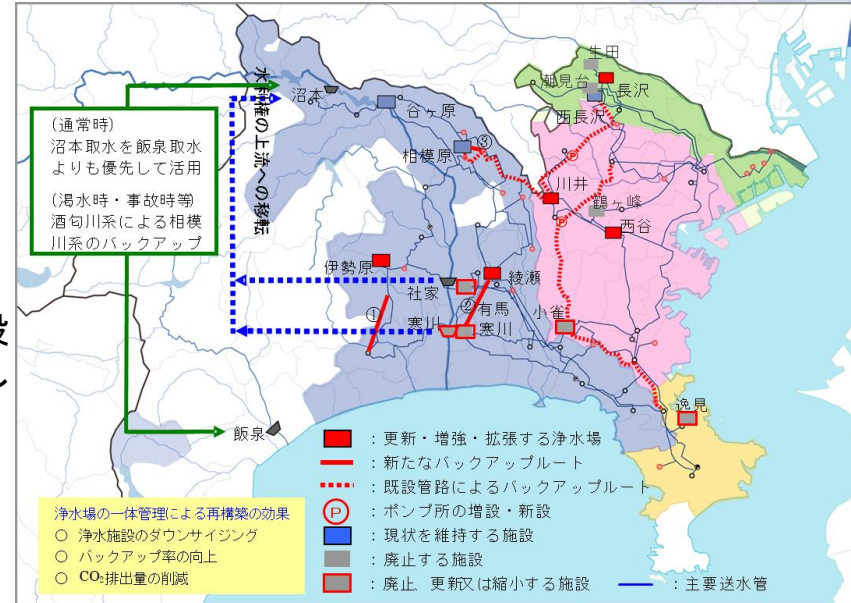 生田
潮見台
長沢
西長沢
沼本
水利権の上流への移転
谷ヶ原
③
相模原
(通常時)
沼本取水を飯泉取水
よりも優先して活用
(渇水時・事故時等)
酒匂川系による相模
川系のバックアップ
P
川井
鶴ヶ峰
P
西谷
伊勢原
綾瀬
社家
有馬
①
②
寒川
寒川
小雀
設
逸見
飯泉
:更新・増強・拡張する浄水場
:新たなバックアップルート
:既設管路によるバックアップルート
P :ポンプ所の増設・新設
:現状を維持する施設
:廃止する施設
:廃止、更新又は縮小する施設
:主要送水管
浄水場の一体管理による再構築の効果
○ 浄水施設のダウンサイジング
○ バックアップ率の向上
○ CO₂排出量の削減